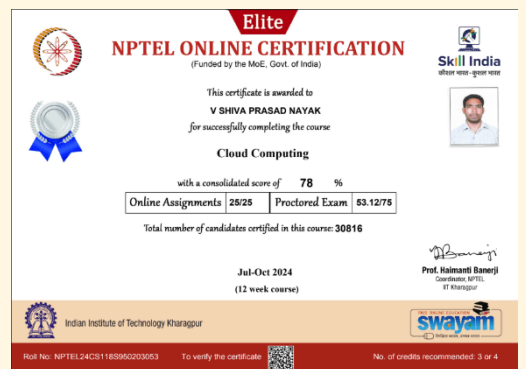 Elite
NPTEL ONLINE CERTIFICATION
(Funded by the MoE, Govt. of India)
Skill India
कौशल भारत - कुशल भारत
This certificate is awarded to
V SHIVA PRASAD NAYAK
for successfully completing the course
Cloud Computing
with a consolidated score of 78 %
Online Assignments 25/25 Proctored Exam 53.12/75
Total number of candidates certified in this course: 30816
Jul-Oct 2024
(12 week course)
Prof. Haimanti Banerji
Coordinator, NPTEL
IIT Kharagpur
Indian Institute of Technology Kharagpur
FREE ONLINE EDUCATION
swayam
Roll No: NPTEL24CS118S950203053
To verify the certificate
No. of credits recommended: 3 or 4